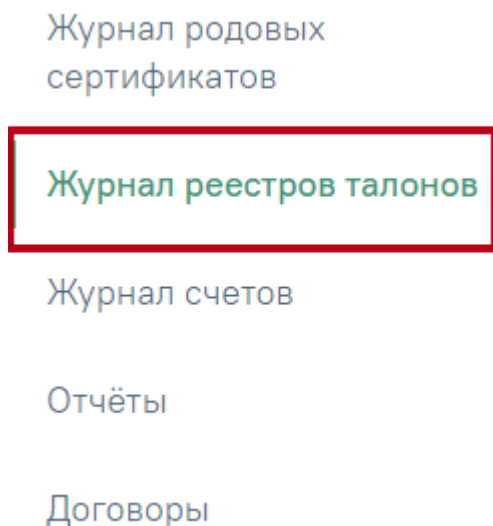 Журнал родовых
сертификатов
Журнал реестров талонов
Журнал счетов
Отчёты
Договоры